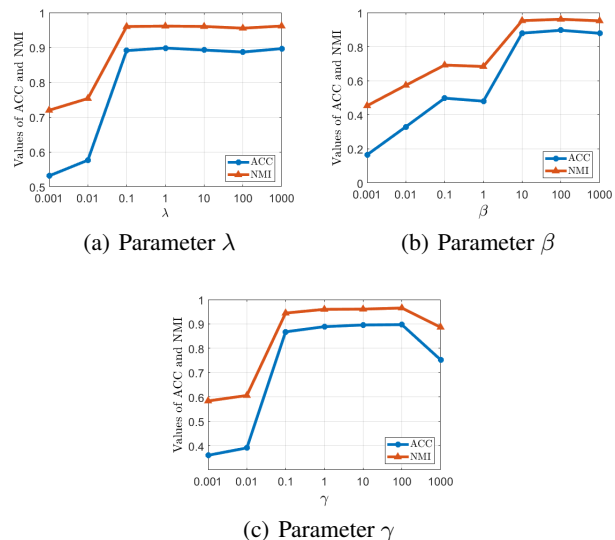 Values of ACC and NMI
1
0.9
0.8
0.7
0.6
0.5
0.001 0.01 0.1 1 10 100 1000
λ
ACC
NMI
(a) Parameter λ
Values of ACC and NMI
1
0.8
0.6
0.4
0.2
0
0.001 0.01 0.1 1 10 100 1000
β
ACC
NMI
(b) Parameter β
Values of ACC and NMI
1
0.9
0.8
0.7
0.6
0.5
0.4
0.001 0.01 0.1 1 10 100 1000
γ
ACC
NMI
(c) Parameter γ